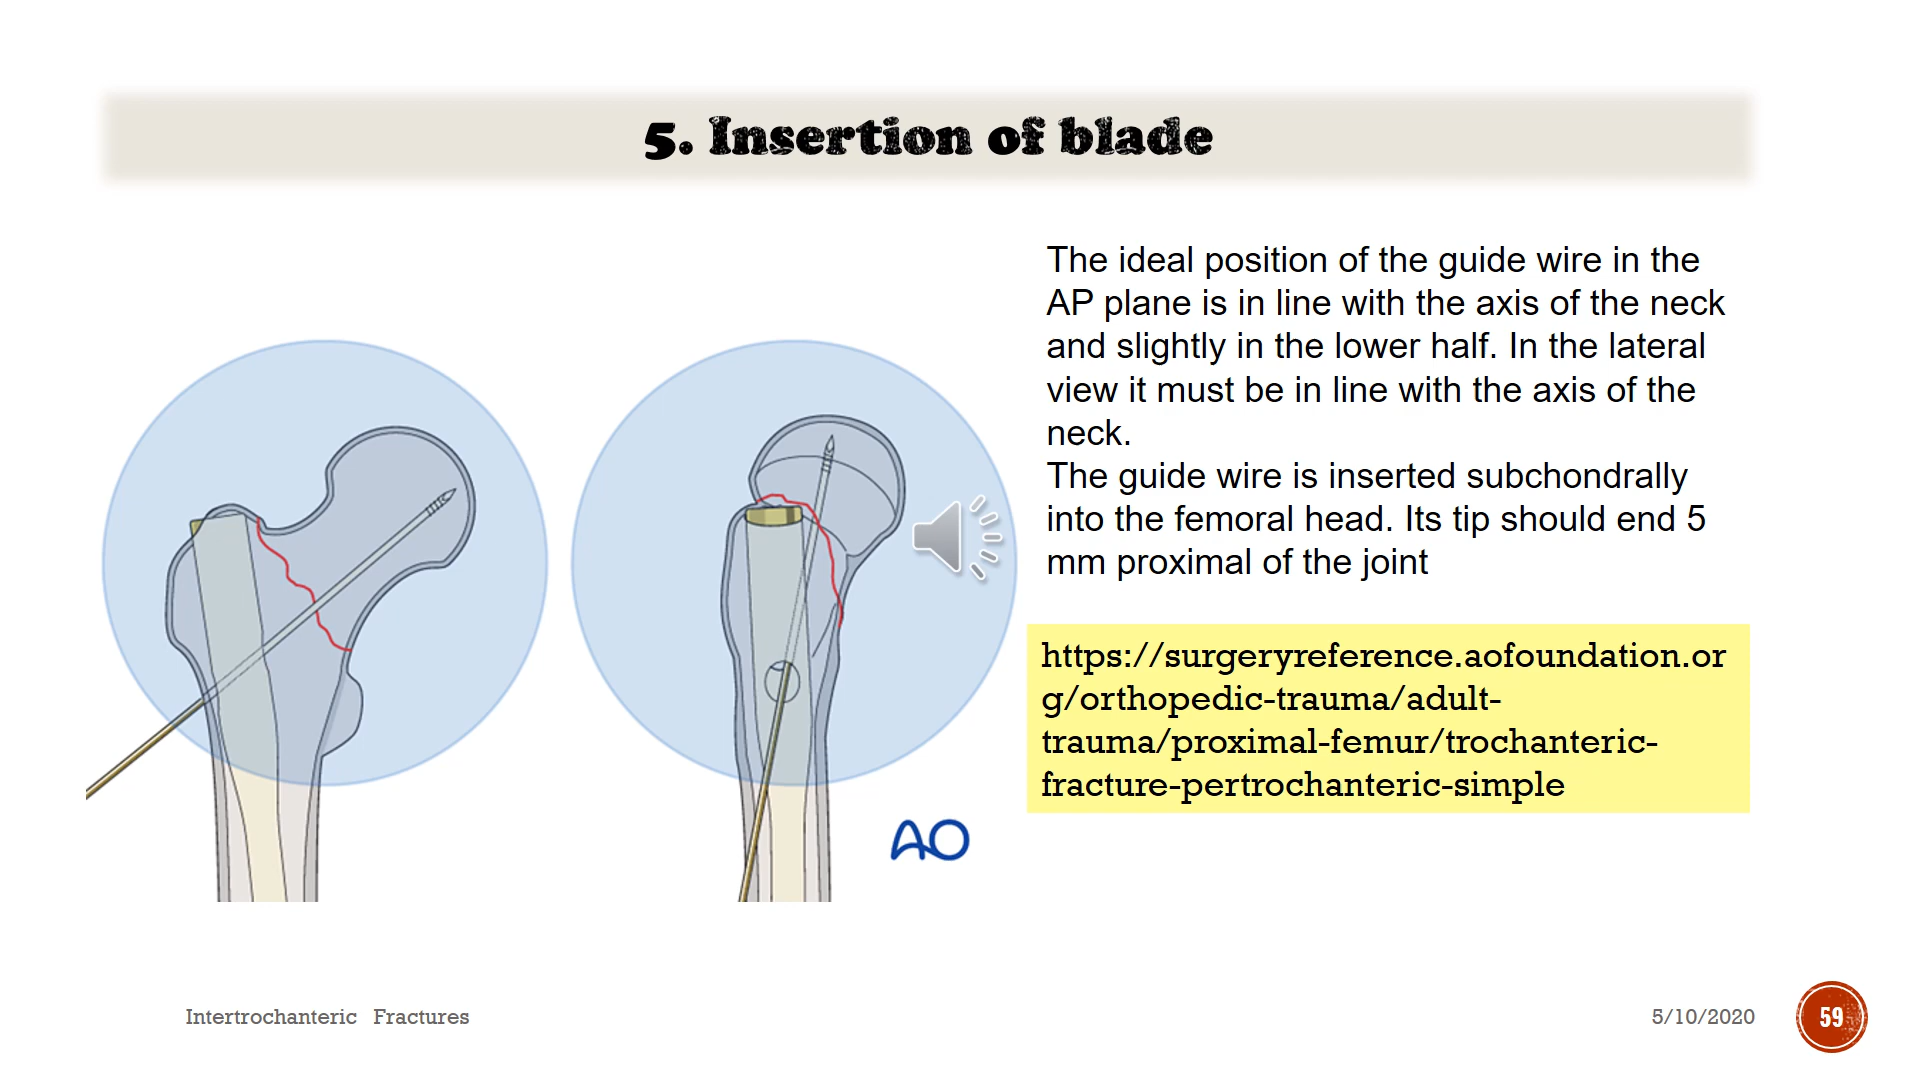 5. Insertion of blade
The ideal position of the guide wire in the
AP plane is in line with the axis of the neck
and slightly in the lower half. In the lateral
view it must be in line with the axis of the
neck.
The guide wire is inserted subchondrally
into the femoral head. Its tip should end 5
mm proximal of the joint
https://surgeryreference.aofoundation.or
g/orthopedic-trauma/adult-
trauma/proximal-femur/trochanteric-
fracture-pertrochanteric-simple
AO
Intertrochanteric Fractures
5/10/2020
59